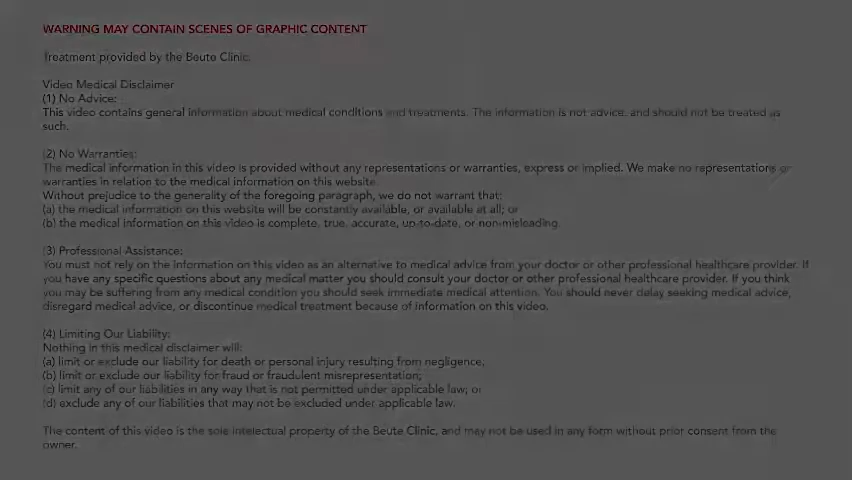 WARNING MAY CONTAIN SCENES OF GRAPHIC CONTENT
Treatment provided by the Beute Clinic.
Video Medical Disclaimer
(1) No Advice:
This video contains general information about medical conditions and treatments. The information is not advice, and should not be treated as
such.
(2) No Warranties:
The medical information in this video is provided without any representations or warranties, express or implied. We make no representations or
warranties in relation to the medical information on this website.
Without prejudice to the generality of the foregoing paragraph, we do not warrant that:
(a) the medical information on this website will be constantly available, or available at all; or
(b) the medical information on this video is complete, true, accurate, up-to-date, or non-misleading.
(3) Professional Assistance:
You must not rely on the information on this video as an alternative to medical advice from your doctor or other professional healthcare provider. If
you have any specific questions about any medical matter you should consult your doctor or other professional healthcare provider. If you think
you may be suffering from any medical condition you should seek immediate medical attention. You should never delay seeking medical advice,
disregard medical advice, or discontinue medical treatment because of information on this video.
(4) Limiting Our Liability:
Nothing in this medical disclaimer will:
(a) limit or exclude our liability for death or personal injury resulting from negligence;
(b) limit or exclude our liability for fraud or fraudulent misrepresentation;
(c) limit any of our liabilities in any way that is not permitted under applicable law; or
(d) exclude any of our liabilities that may not be excluded under applicable law.
The content of this video is the sole intellectual property of the Beute Clinic, and may not be used in any form without prior consent from the
owner.